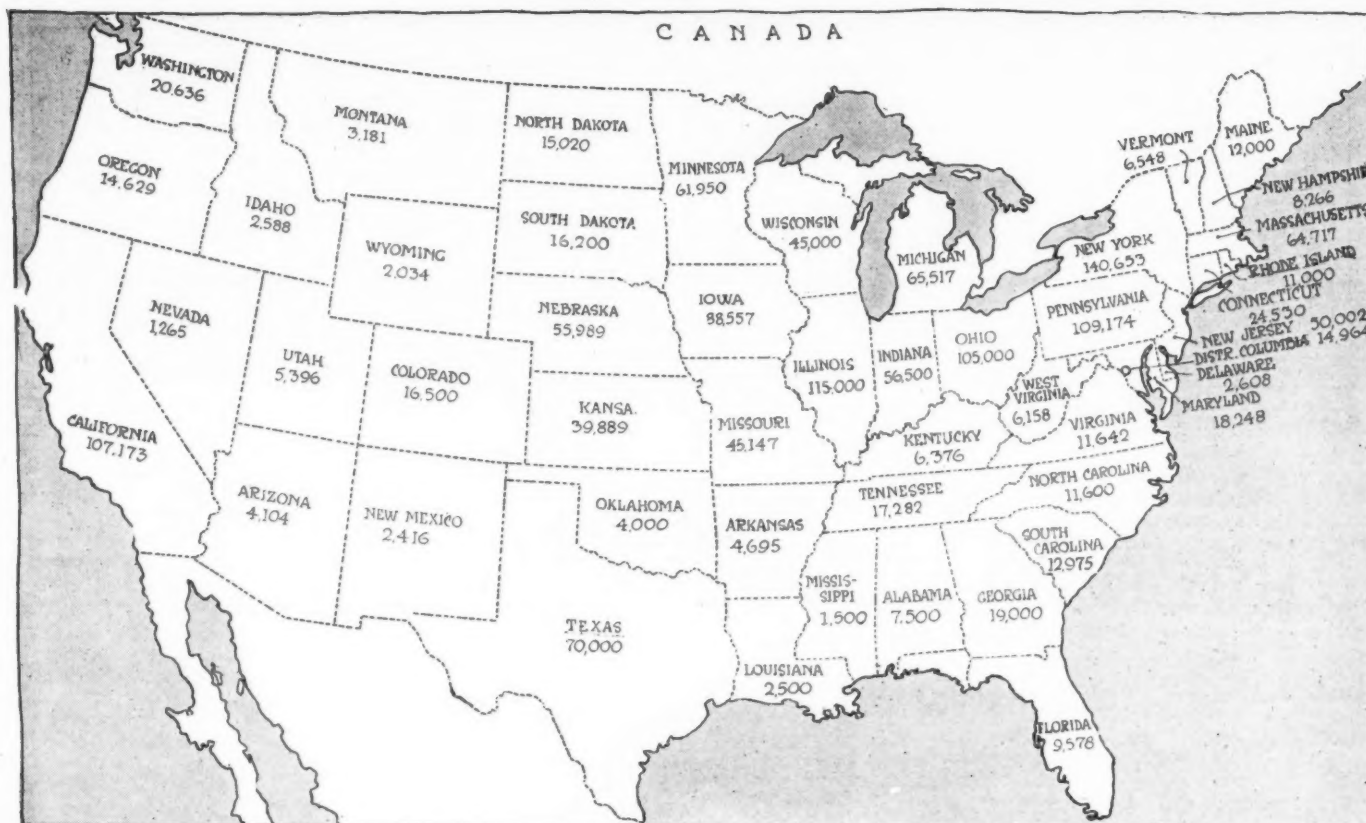 CANADA
WASHINGTON
20,636
MONTANA
3,181
NORTH DAKOTA
15,020
MINNESOTA
61,950
VERMONT
6,548
MAINE
12,000
OREGON
14,629
IDAHO
2,588
WYOMING
2,034
SOUTH DAKOTA
16,200
WISCONSIN
45,000
MICHIGAN
65,517
NEW YORK
140,653
NEW HAMPSHIRE
8,266
MASSACHUSETTS
64,717
RHODE ISLAND
11,000
CONNECTICUT
24,530
NEW JERSEY 50,002
DISTR. COLUMBIA 14,964
DELAWARE
2,608
MARYLAND
18,248
NEVADA
1,265
UTAH
5,396
COLORADO
16,500
NEBRASKA
55,989
IOWA
88,557
ILLINOIS
115,000
INDIANA
56,500
OHIO
105,000
PENNSYLVANIA
109,174
WEST
VIRGINIA
6,158
VIRGINIA
11,642
CALIFORNIA
107,173
KANSA.
39,889
MISSOURI
45,147
KENTUCKY
6,376
ARIZONA
4,104
NEW MEXICO
2,416
OKLAHOMA
4,000
ARKANSAS
4,695
TENNESSEE
17,282
NORTH CAROLINA
11,600
SOUTH
CAROLINA
12,975
TEXAS
70,000
LOUISIANA
2,500
MISSIS-
SIPPI
1,500
ALABAMA
7,500
GEORGIA
19,000
FLORIDA
9,578